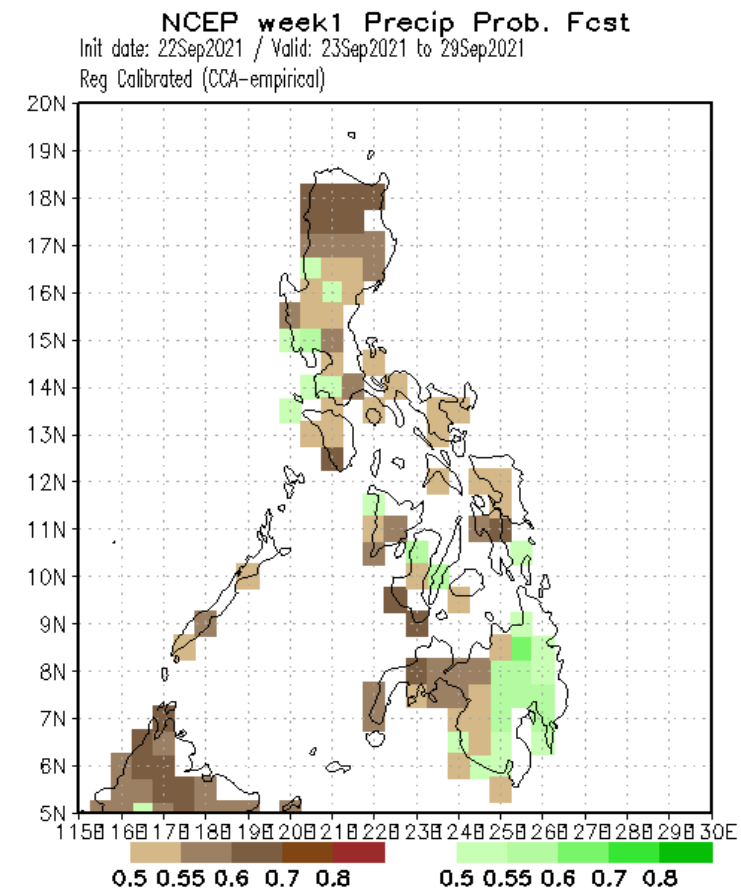 NCEP week1 Precip Prob. Fcst
Init date: 22Sep2021 / Valid: 23Sep2021 to 29Sep2021
Reg Calibrated (CCA-empirical)
20N
19N
18N
17N
16N
15N
14N
13N
12N
11N
10N
9N
8N
7N
6N
5N
115E 116E 117E 118E 119E 120E 121E 122E 123E 124E 125E 126E 127E 128E 129E 130E
0.5 0.55 0.6 0.7 0.8 0.5 0.55 0.6 0.7 0.8